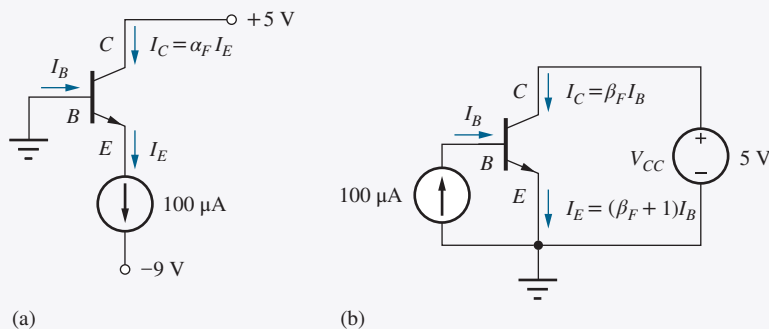 +5 V
C
I_C = α_F I_E
I_B
B
E
I_E
100 μA
−9 V
(a)
C
I_C = β_F I_B
I_B
B
V_CC
+
−
5 V
100 μA
E
I_E = (β_F + 1)I_B
(b)